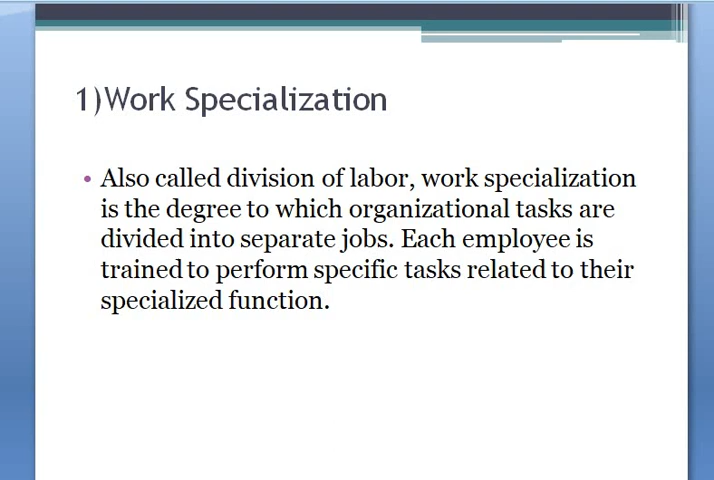 1)Work Specialization
• Also called division of labor, work specialization
is the degree to which organizational tasks are
divided into separate jobs. Each employee is
trained to perform specific tasks related to their
specialized function.